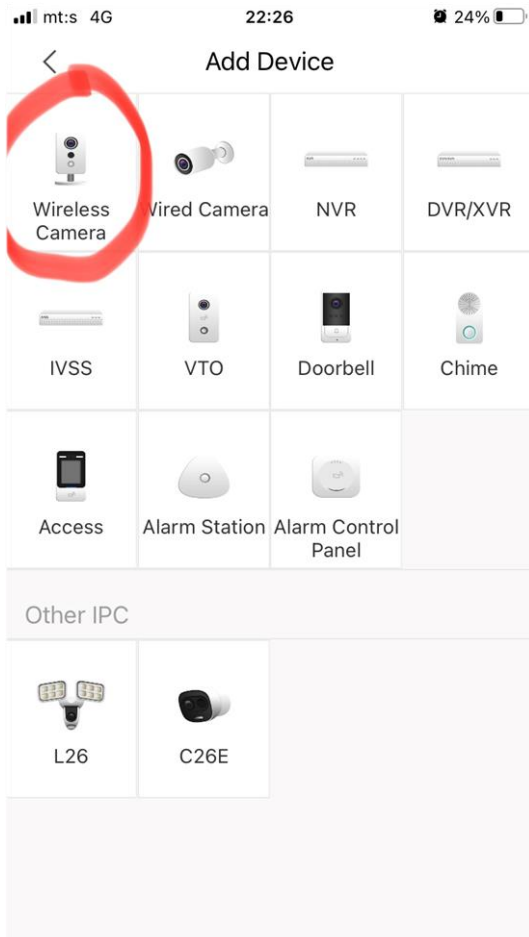 mt:s 4G 22:26 24%
Add Device
Wireless Camera
Wired Camera
NVR
DVR/XVR
IVSS
VTO
Doorbell
Chime
Access
Alarm Station
Alarm Control Panel
Other IPC
L26
C26E